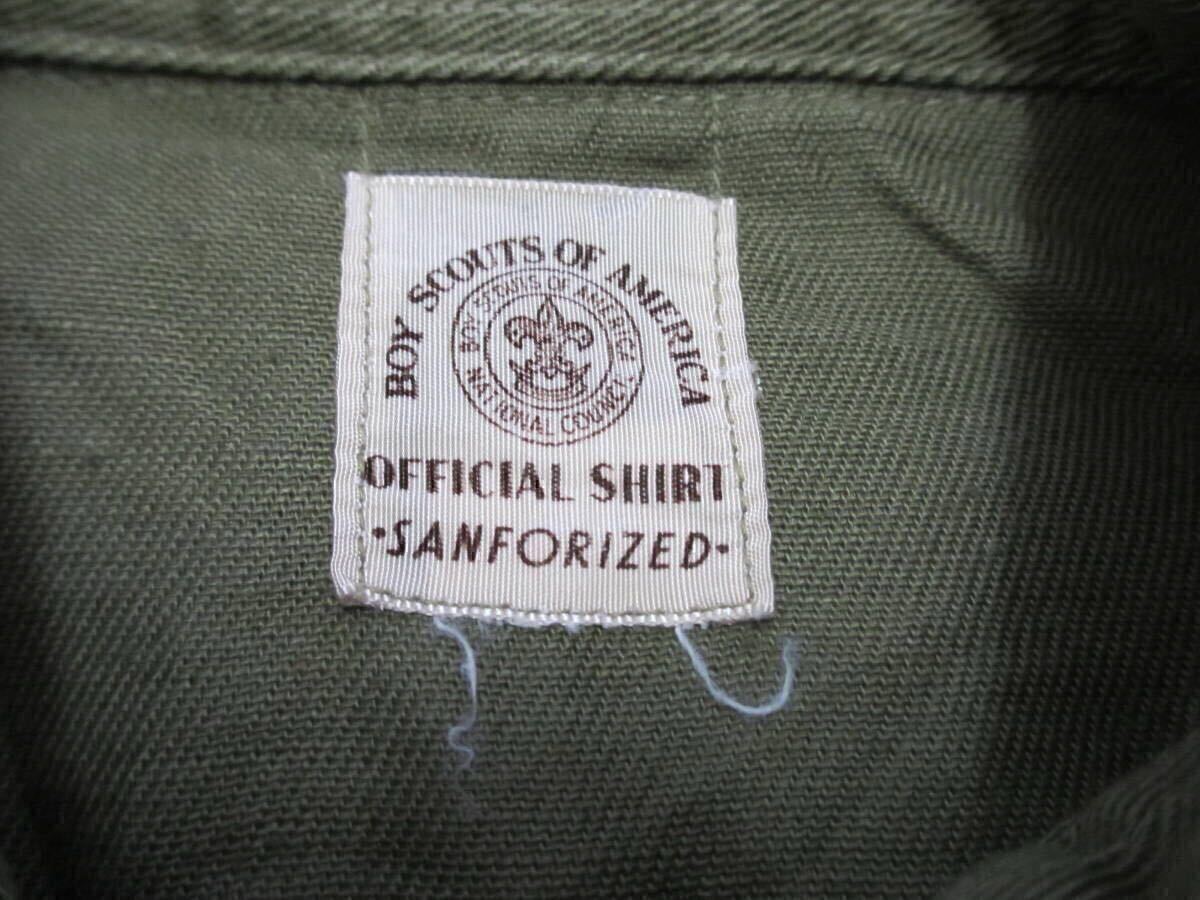 BOY SCOUTS OF AMERICA
BOY SCOUTS OF AMERICA
NATIONAL COUNCIL
OFFICIAL SHIRT
•SANFORIZED•